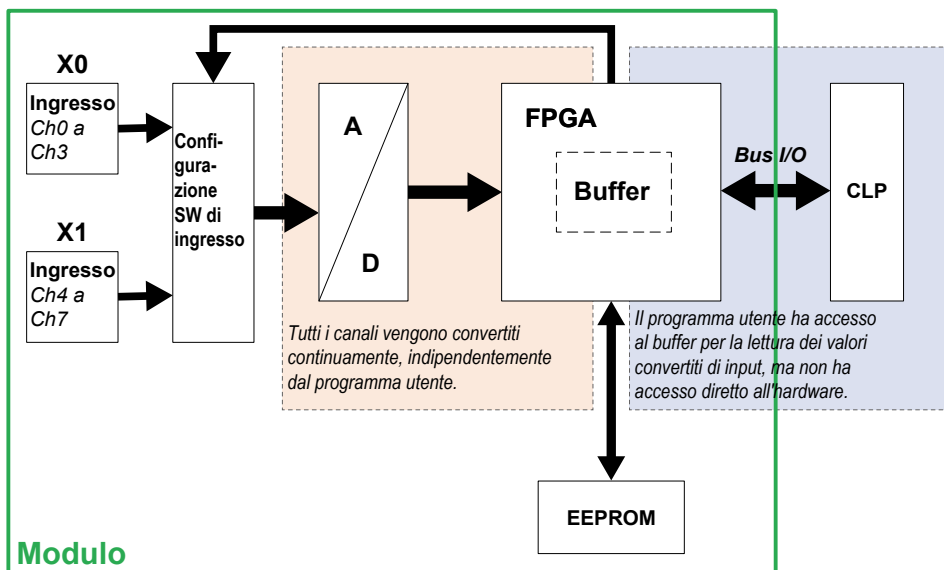 X0
Ingresso
Ch0 a
Ch3
X1
Ingresso
Ch4 a
Ch7
Confi-
gura-
zione
SW di
ingresso
A
D
Tutti i canali vengono convertiti
continuamente, indipendentemente
dal programma utente.
FPGA
Buffer
Bus I/O
CLP
Il programma utente ha accesso
al buffer per la lettura dei valori
convertiti di input, ma non ha
accesso diretto all'hardware.
EEPROM
Modulo